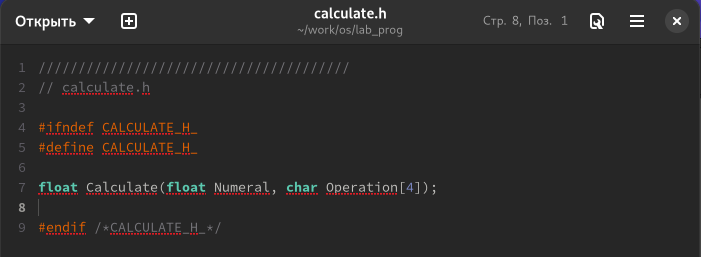 Открыть
calculate.h
~/work/os/lab_prog
Стр. 8, Поз. 1
1 ///////////////////////////////////////
2 // calculate.h
3
4 #ifndef CALCULATE_H_
5 #define CALCULATE_H_
6
7 float Calculate(float Numeral, char Operation[4]);
8
9 #endif /*CALCULATE_H_*/